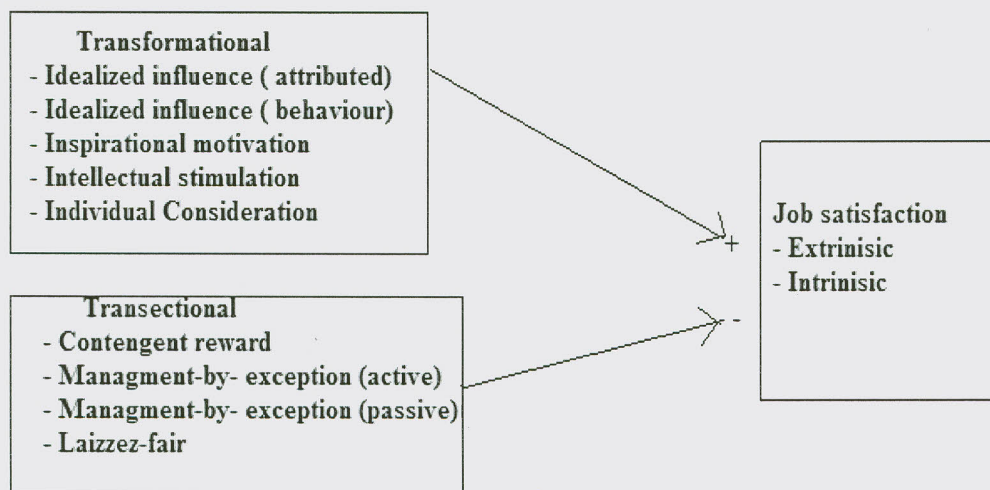 Transformational
- Idealized influence ( attributed)
- Idealized influence ( behaviour)
- Inspirational motivation
- Intellectual stimulation
- Individual Consideration
+
Job satisfaction
- Extrinisic
- Intrinisic
Transectional
- Contengent reward
- Managment-by- exception (active)
- Managment-by- exception (passive)
- Laizzez-fair
-